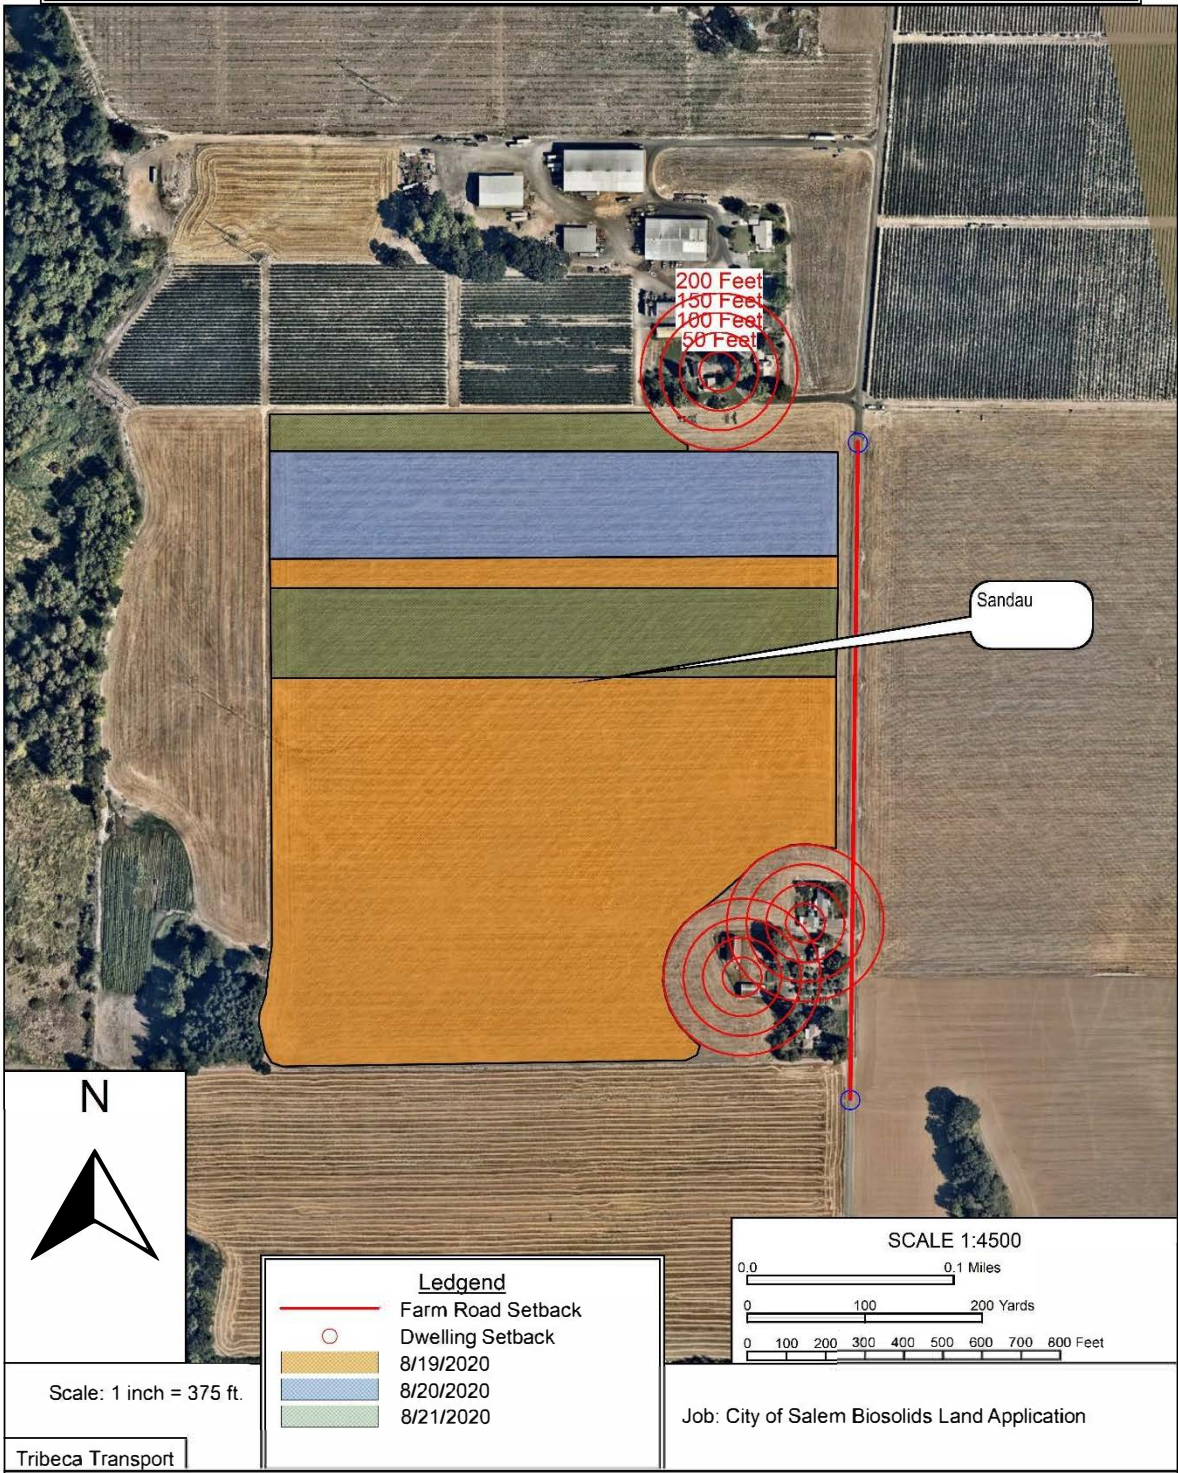 200 Feet
150 Feet
100 Feet
50 Feet
Sandau
N
SCALE 1:4500
0.0 0.1 Miles
0 100 200 Yards
0 100 200 300 400 500 600 700 800 Feet
Ledgend
Farm Road Setback
Dwelling Setback
8/19/2020
8/20/2020
8/21/2020
Scale: 1 inch = 375 ft.
Job: City of Salem Biosolids Land Application
Tribeca Transport